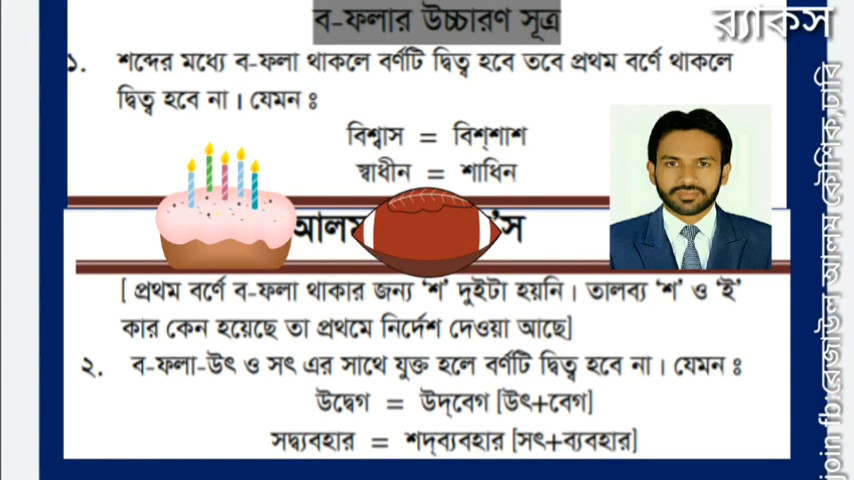 ব-ফলার উচ্চারণ সূত্র
র‍্যাকস
১. শব্দের মধ্যে ব-ফলা থাকলে বর্ণটি দ্বিত্ব হবে তবে প্রথম বর্ণে থাকলে
দ্বিত্ব হবে না। যেমন ঃ
বিশ্বাস = বিশ্শাশ
স্বাধীন = শাধিন
[ প্রথম বর্ণে ব-ফলা থাকার জন্য ‘শ’ দুইটা হয়নি। তালব্য ‘শ’ ও ‘ই’
কার কেন হয়েছে তা প্রথমে নির্দেশ দেওয়া আছে]
২. ব-ফলা-উৎ ও সৎ এর সাথে যুক্ত হলে বর্ণটি দ্বিত্ব হবে না। যেমন ঃ
উদ্বেগ = উদ্‌বেগ [উৎ+বেগ]
সদ্ব্যবহার = শদ্‌ব্যবহার [সৎ+ব্যবহার]
join fb:রেজাউল আলম কৌশিক,ঢাবি